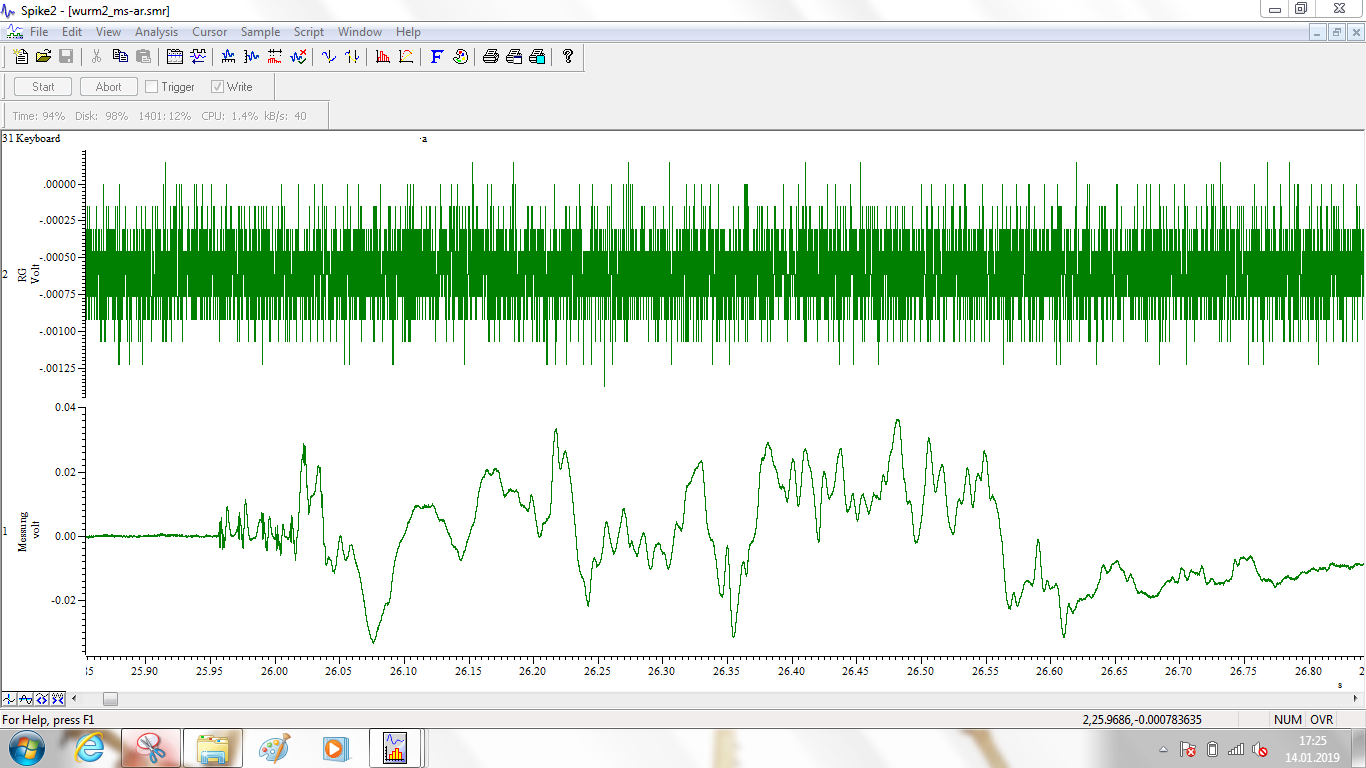 Spike2 - [wurm2_ms-ar.smr]
File Edit View Analysis Cursor Sample Script Window Help
F ?
Start Abort Trigger Write
Time: 94% Disk: 98% 1401: 12% CPU: 1.4% kB/s: 40
31 Keyboard ·a
.00000
-.00025
-.00050
-.00075
-.00100
-.00125
2 RG
Volt
0.04
0.02
0.00
-0.02
1 Messung
volt
35 25.90 25.95 26.00 26.05 26.10 26.15 26.20 26.25 26.30 26.35 26.40 26.45 26.50 26.55 26.60 26.65 26.70 26.75 26.80 2
s
For Help, press F1 2,25.9686,-0.000783635 NUM OVR
17:25
14.01.2019